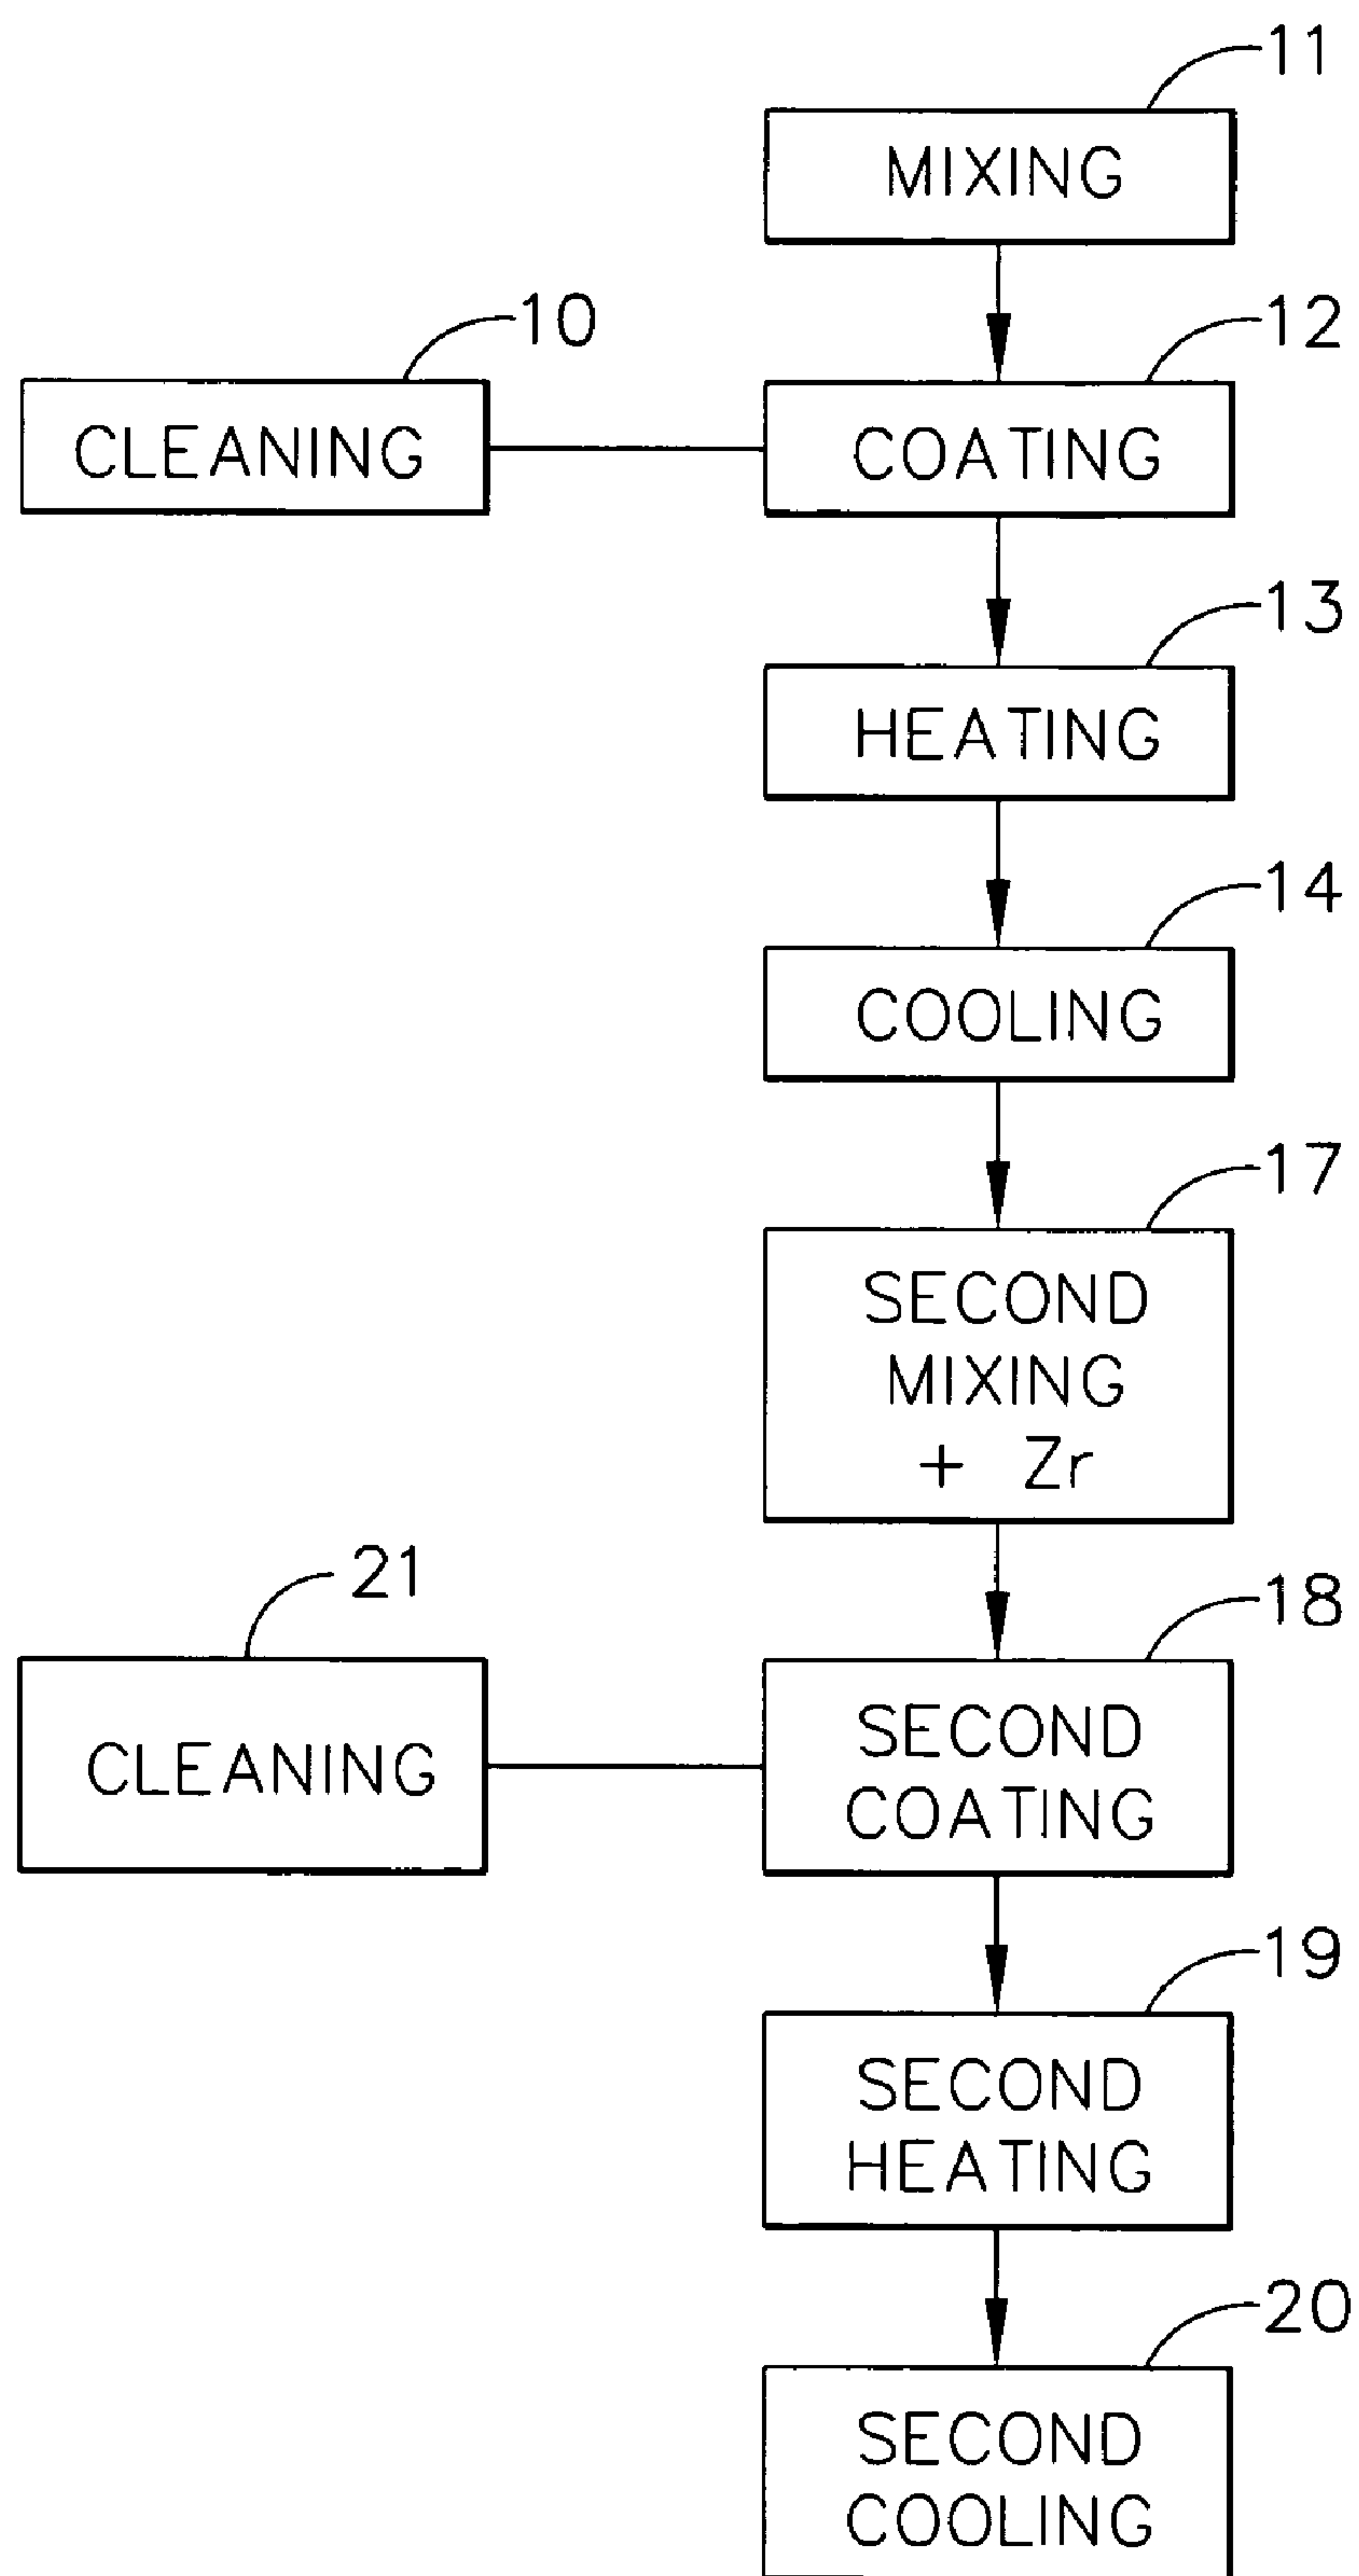 11
MIXING
10
12
CLEANING
COATING
13
HEATING
14
COOLING
17
SECOND
MIXING
+ Zr
21
18
CLEANING
SECOND
COATING
19
SECOND
HEATING
20
SECOND
COOLING